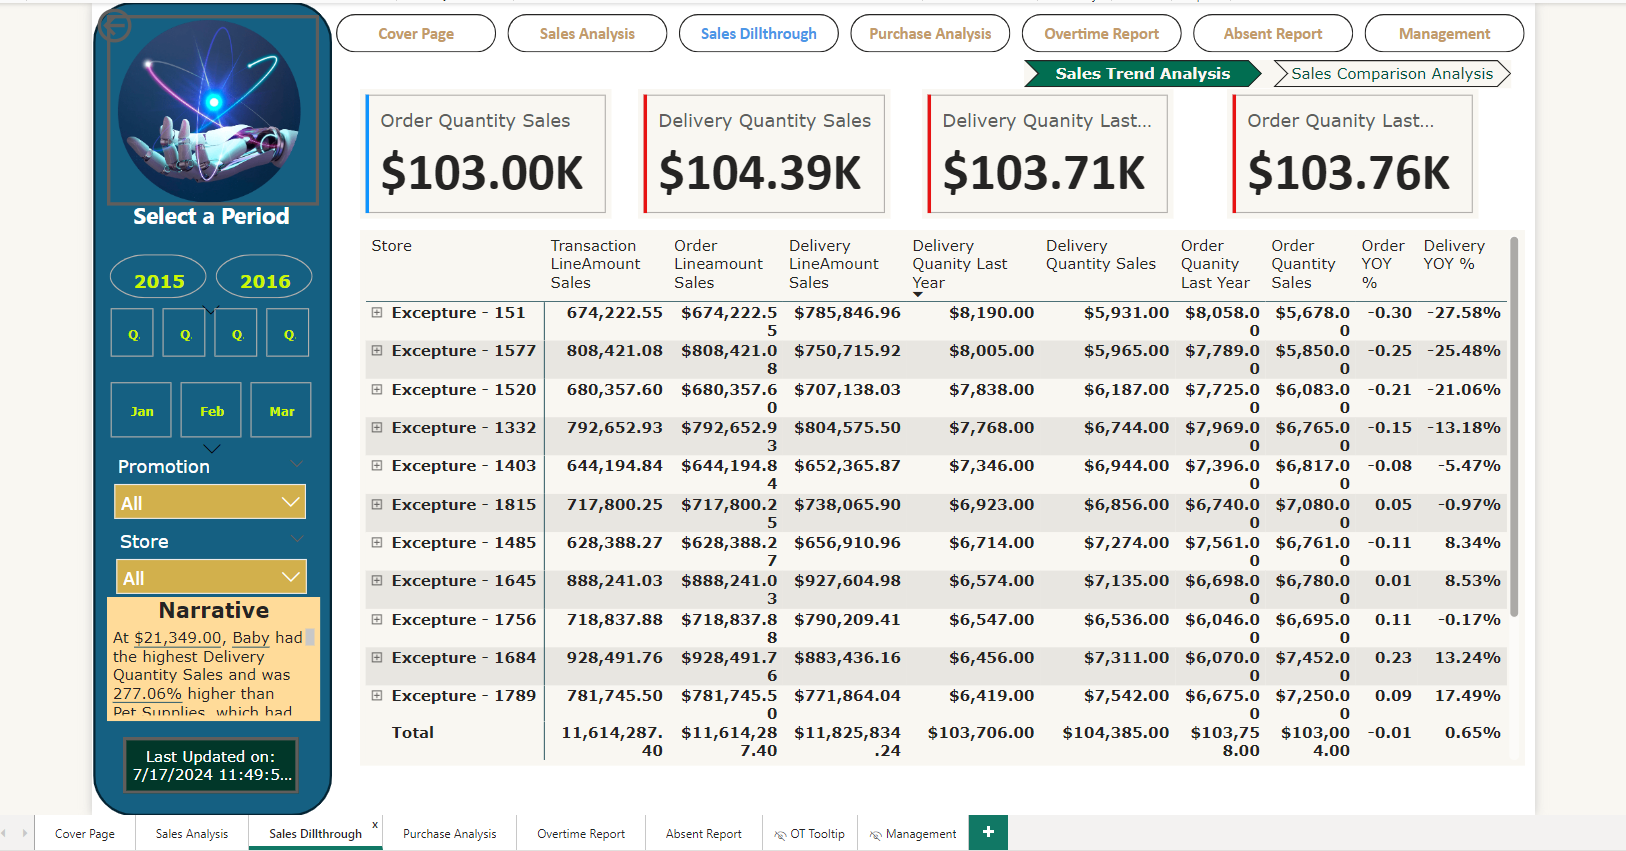 Cover Page
Sales Analysis
Sales Dillthrough
Purchase Analysis
Overtime Report
Absent Report
Management
Sales Trend Analysis
Sales Comparison Analysis
Select a Period
2015
2016
Q.
Q.
Q.
Q.
Jan
Feb
Mar
Promotion
All
Store
All
Narrative
At $21,349.00, Baby had
the highest Delivery
Quantity Sales and was
277.06% higher than
Pet Supplies, which had
Last Updated on:
7/17/2024 11:49:5...
Order Quantity Sales
$103.00K
Delivery Quantity Sales
$104.39K
Delivery Quanity Last...
$103.71K
Order Quanity Last...
$103.76K
Store
Transaction LineAmount Sales
Order Lineamount Sales
Delivery LineAmount Sales
Delivery Quanity Last Year
Delivery Quantity Sales
Order Quanity Last Year
Order Quantity Sales
Order YOY %
Delivery YOY %
Excepture - 151 674,222.55 $674,222.55 $785,846.96 $8,190.00 $5,931.00 $8,058.00 $5,678.00 -0.30 -27.58%
Excepture - 1577 808,421.08 $808,421.08 $750,715.92 $8,005.00 $5,965.00 $7,789.00 $5,850.00 -0.25 -25.48%
Excepture - 1520 680,357.60 $680,357.60 $707,138.03 $7,838.00 $6,187.00 $7,725.00 $6,083.00 -0.21 -21.06%
Excepture - 1332 792,652.93 $792,652.93 $804,575.50 $7,768.00 $6,744.00 $7,969.00 $6,765.00 -0.15 -13.18%
Excepture - 1403 644,194.84 $644,194.84 $652,365.87 $7,346.00 $6,944.00 $7,396.00 $6,817.00 -0.08 -5.47%
Excepture - 1815 717,800.25 $717,800.25 $738,065.90 $6,923.00 $6,856.00 $6,740.00 $7,080.00 0.05 -0.97%
Excepture - 1485 628,388.27 $628,388.27 $656,910.96 $6,714.00 $7,274.00 $7,561.00 $6,761.00 -0.11 8.34%
Excepture - 1645 888,241.03 $888,241.03 $927,604.98 $6,574.00 $7,135.00 $6,698.00 $6,780.00 0.01 8.53%
Excepture - 1756 718,837.88 $718,837.88 $790,209.41 $6,547.00 $6,536.00 $6,046.00 $6,695.00 0.11 -0.17%
Excepture - 1684 928,491.76 $928,491.76 $883,436.16 $6,456.00 $7,311.00 $6,070.00 $7,452.00 0.23 13.24%
Excepture - 1789 781,745.50 $781,745.50 $771,864.04 $6,419.00 $7,542.00 $6,675.00 $7,250.00 0.09 17.49%
Total 11,614,287.40 $11,614,287.40 $11,825,834.24 $103,706.00 $104,385.00 $103,758.00 $103,004.00 -0.01 0.65%
Cover Page
Sales Analysis
Sales Dillthrough
x
Purchase Analysis
Overtime Report
Absent Report
OT Tooltip
Management
+